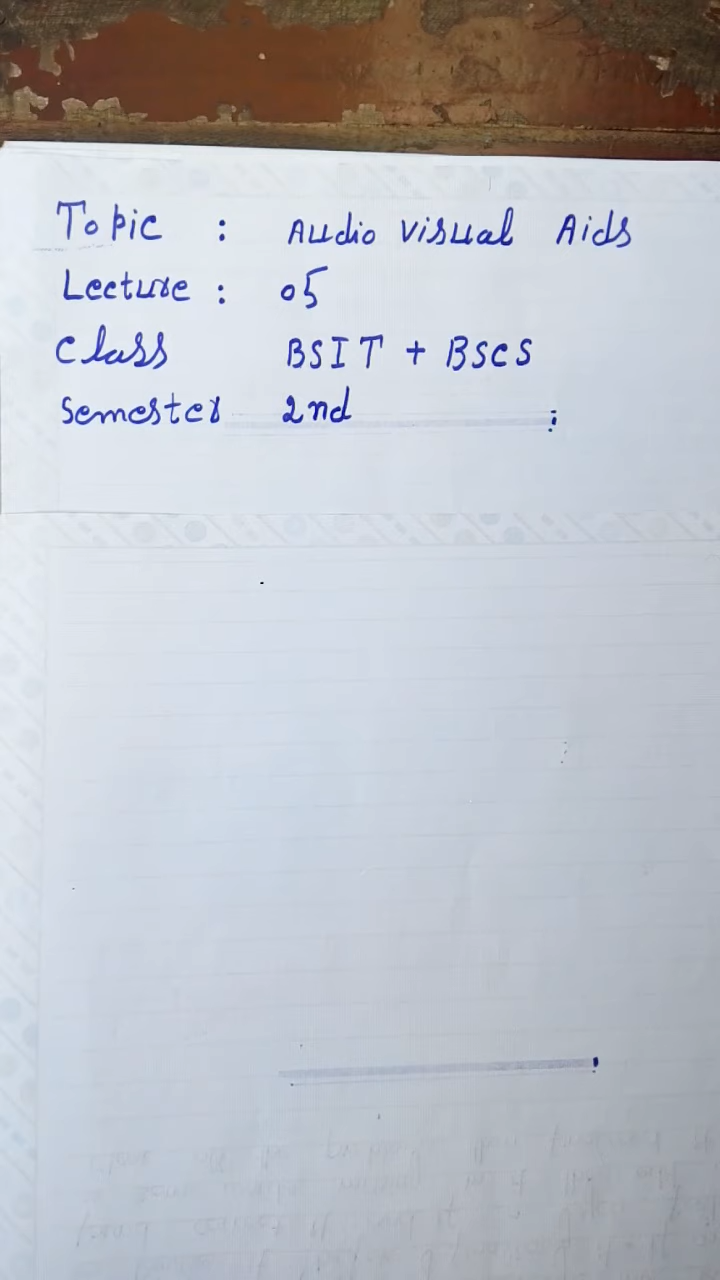 Topic : Audio Visual Aids
Lecture : 05
Class BSIT + BSCS
Semester 2nd